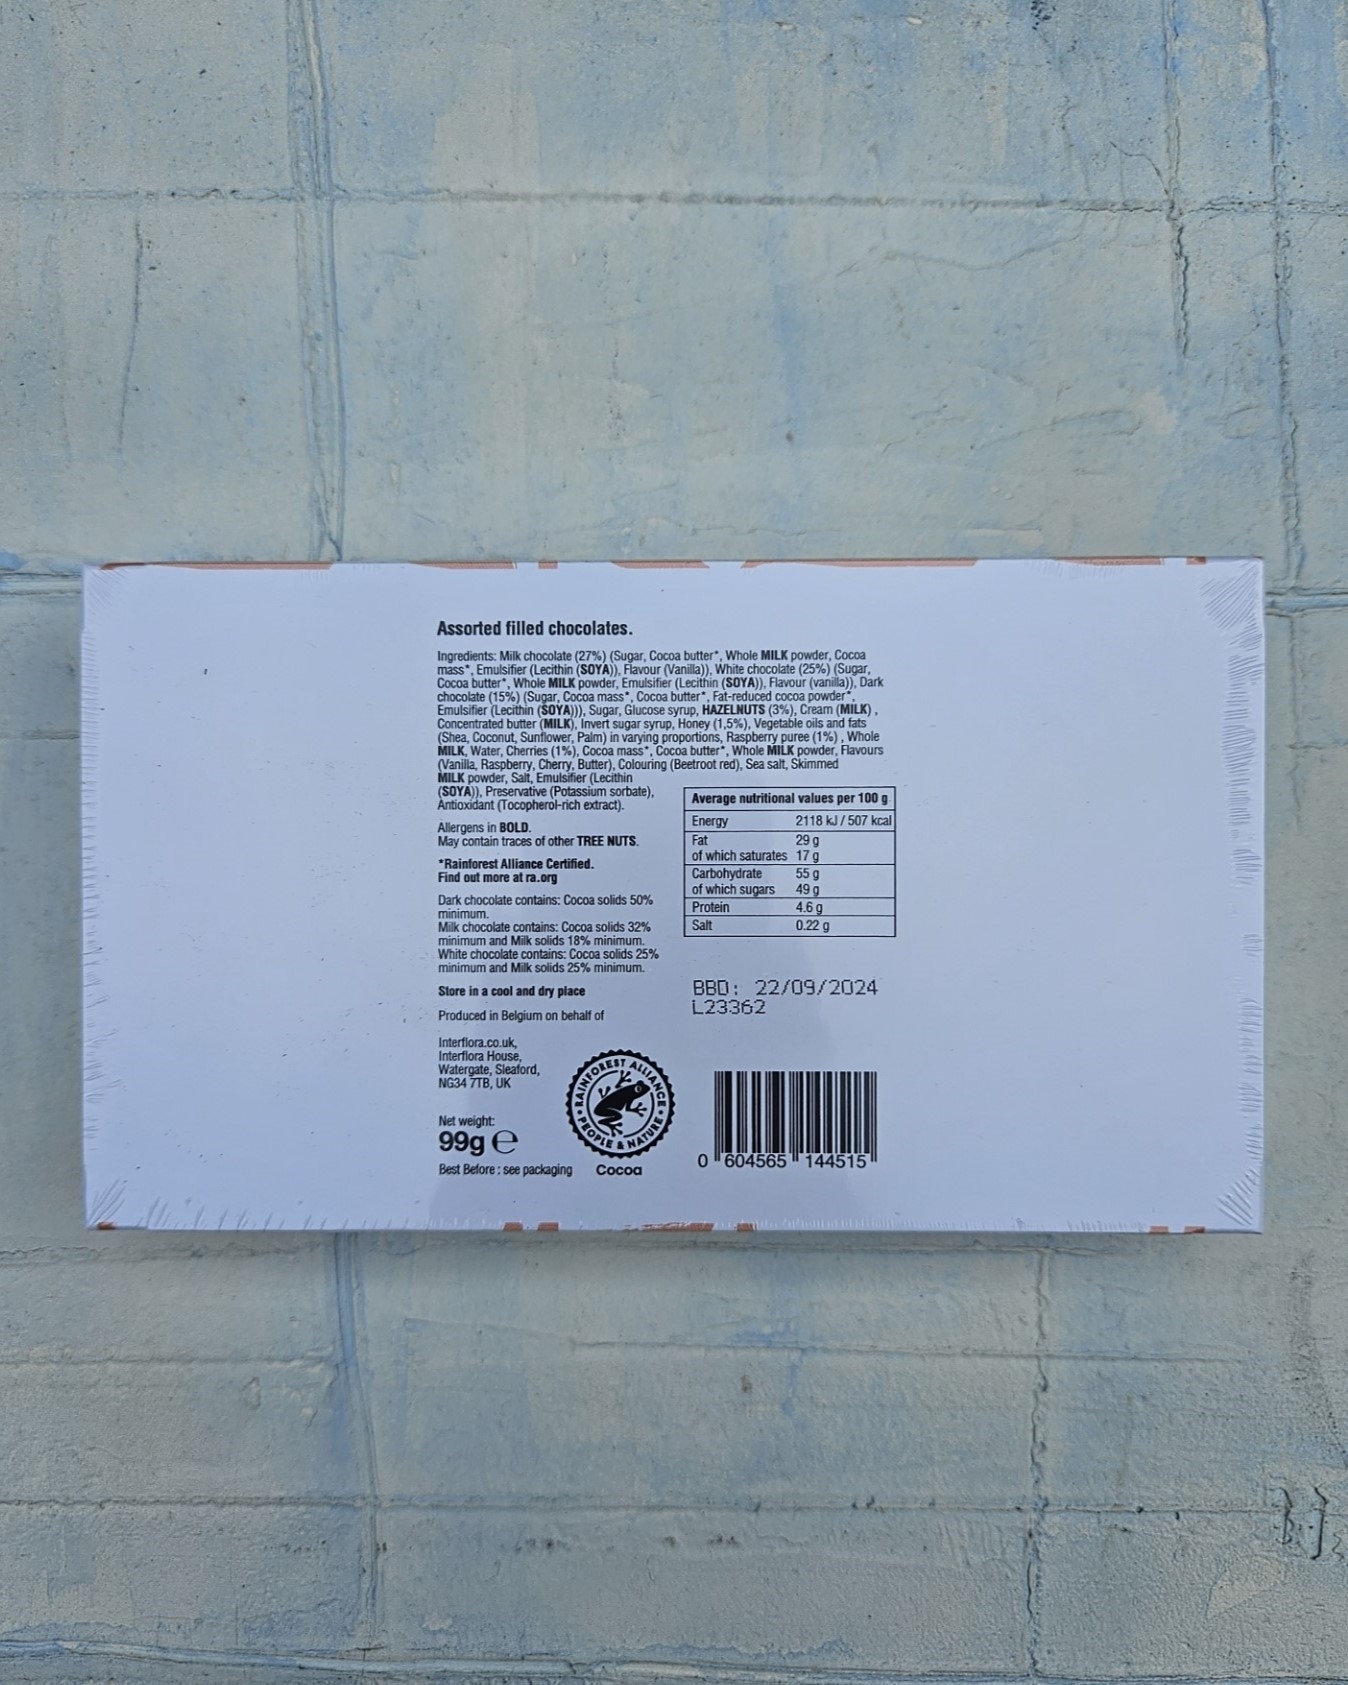 Assorted filled chocolates.
Ingredients: Milk chocolate (27%) (Sugar, Cocoa butter*, Whole MILK powder, Cocoa
mass*, Emulsifier (Lecithin (SOYA)), Flavour (Vanilla)), White chocolate (25%) (Sugar,
Cocoa butter*, Whole MILK powder, Emulsifier (Lecithin (SOYA)), Flavour (vanilla)), Dark
chocolate (15%) (Sugar, Cocoa mass*, Cocoa butter*, Fat-reduced cocoa powder*,
Emulsifier (Lecithin (SOYA))), Sugar, Glucose syrup, HAZELNUTS (3%), Cream (MILK) ,
Concentrated butter (MILK), Invert sugar syrup, Honey (1,5%), Vegetable oils and fats
(Shea, Coconut, Sunflower, Palm) in varying proportions, Raspberry puree (1%) , Whole
MILK, Water, Cherries (1%), Cocoa mass*, Cocoa butter*, Whole MILK powder, Flavours
(Vanilla, Raspberry, Cherry, Butter), Colouring (Beetroot red), Sea salt, Skimmed
MILK powder, Salt, Emulsifier (Lecithin
(SOYA)), Preservative (Potassium sorbate),
Antioxidant (Tocopherol-rich extract).
Allergens in BOLD.
May contain traces of other TREE NUTS.
*Rainforest Alliance Certified.
Find out more at ra.org
Dark chocolate contains: Cocoa solids 50%
minimum.
Milk chocolate contains: Cocoa solids 32%
minimum and Milk solids 18% minimum.
White chocolate contains: Cocoa solids 25%
minimum and Milk solids 25% minimum.
Store in a cool and dry place
Produced in Belgium on behalf of
Interflora.co.uk,
Interflora House,
Watergate, Sleaford,
NG34 7TB, UK
Net weight:
99g e
Best Before : see packaging
RAINFOREST ALLIANCE
PEOPLE & NATURE
Cocoa
Average nutritional values per 100 g
Energy 2118 kJ / 507 kcal
Fat 29 g
of which saturates 17 g
Carbohydrate 55 g
of which sugars 49 g
Protein 4.6 g
Salt 0.22 g
BBD: 22/09/2024
L23362
0 604565 144515